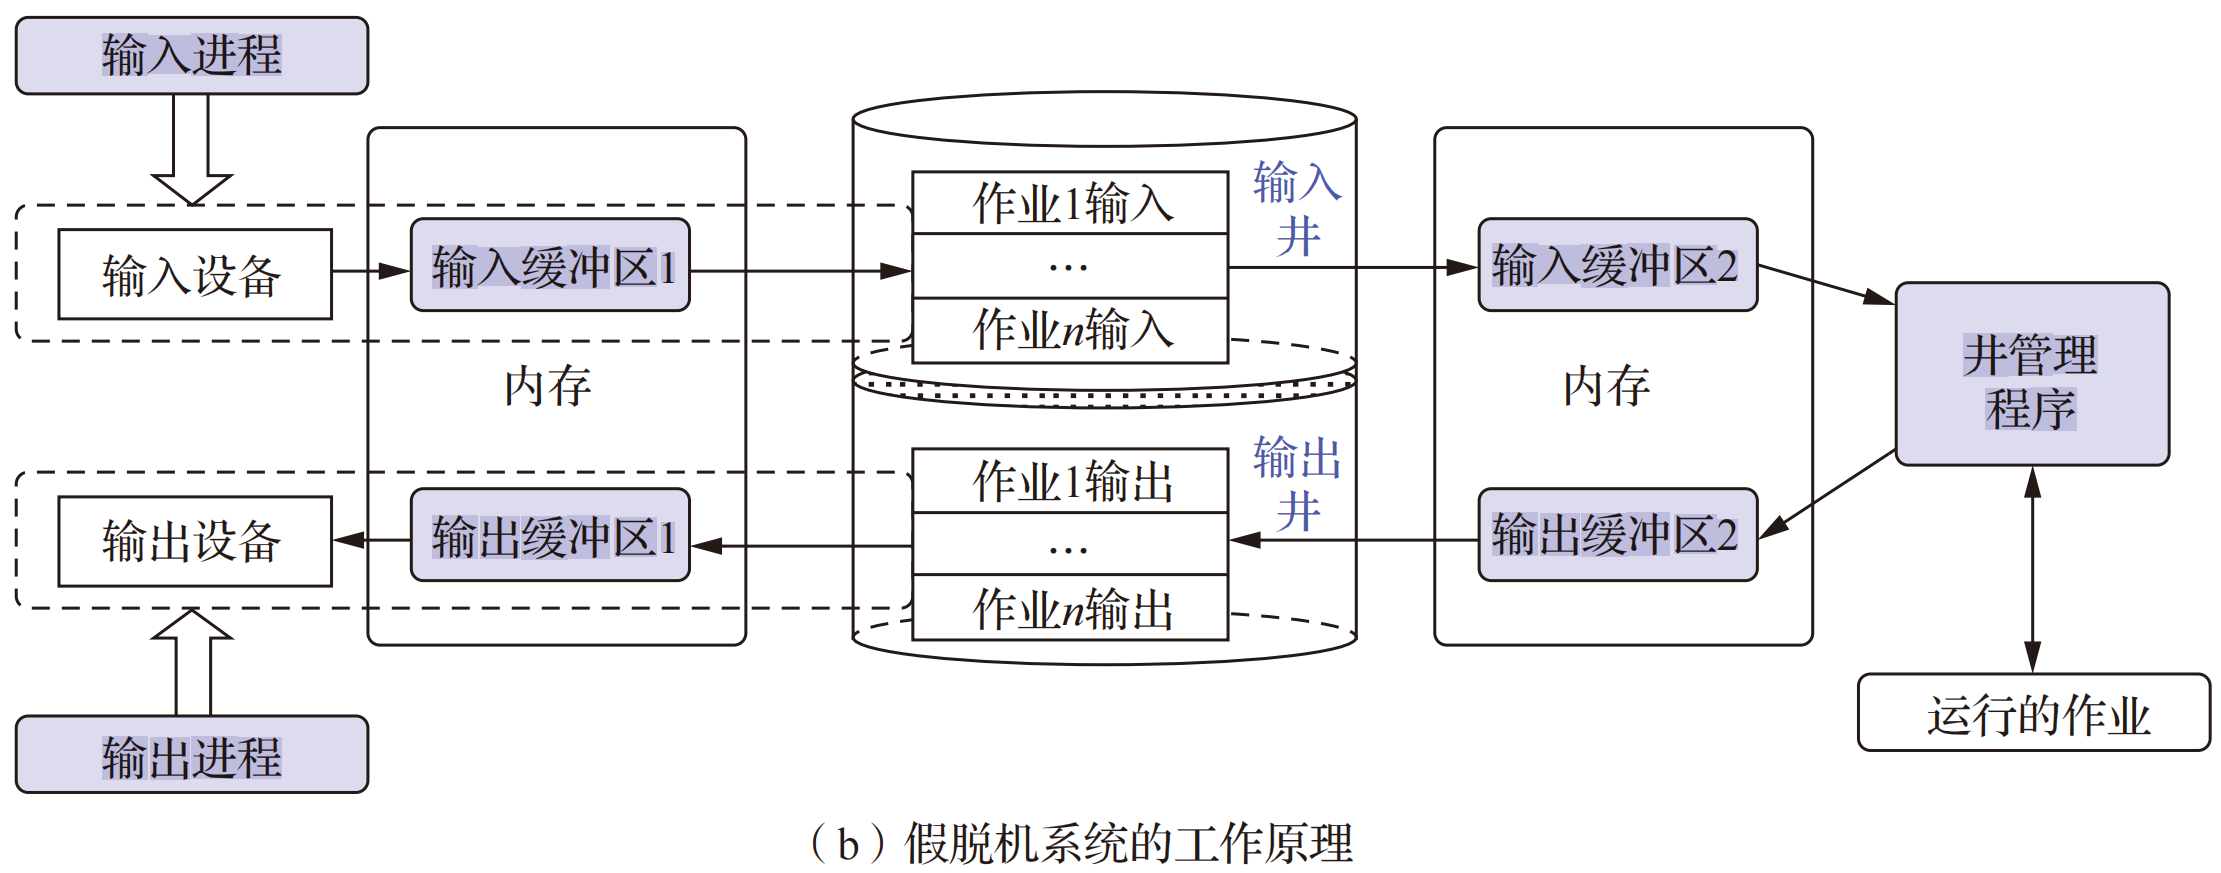 输入进程
输入设备
输入缓冲区1
作业1输入
…
作业n输入
输入
井
输入缓冲区2
内存
内存
井管理
程序
输出设备
输出缓冲区1
作业1输出
…
作业n输出
输出
井
输出缓冲区2
输出进程
运行的作业
（b）假脱机系统的工作原理